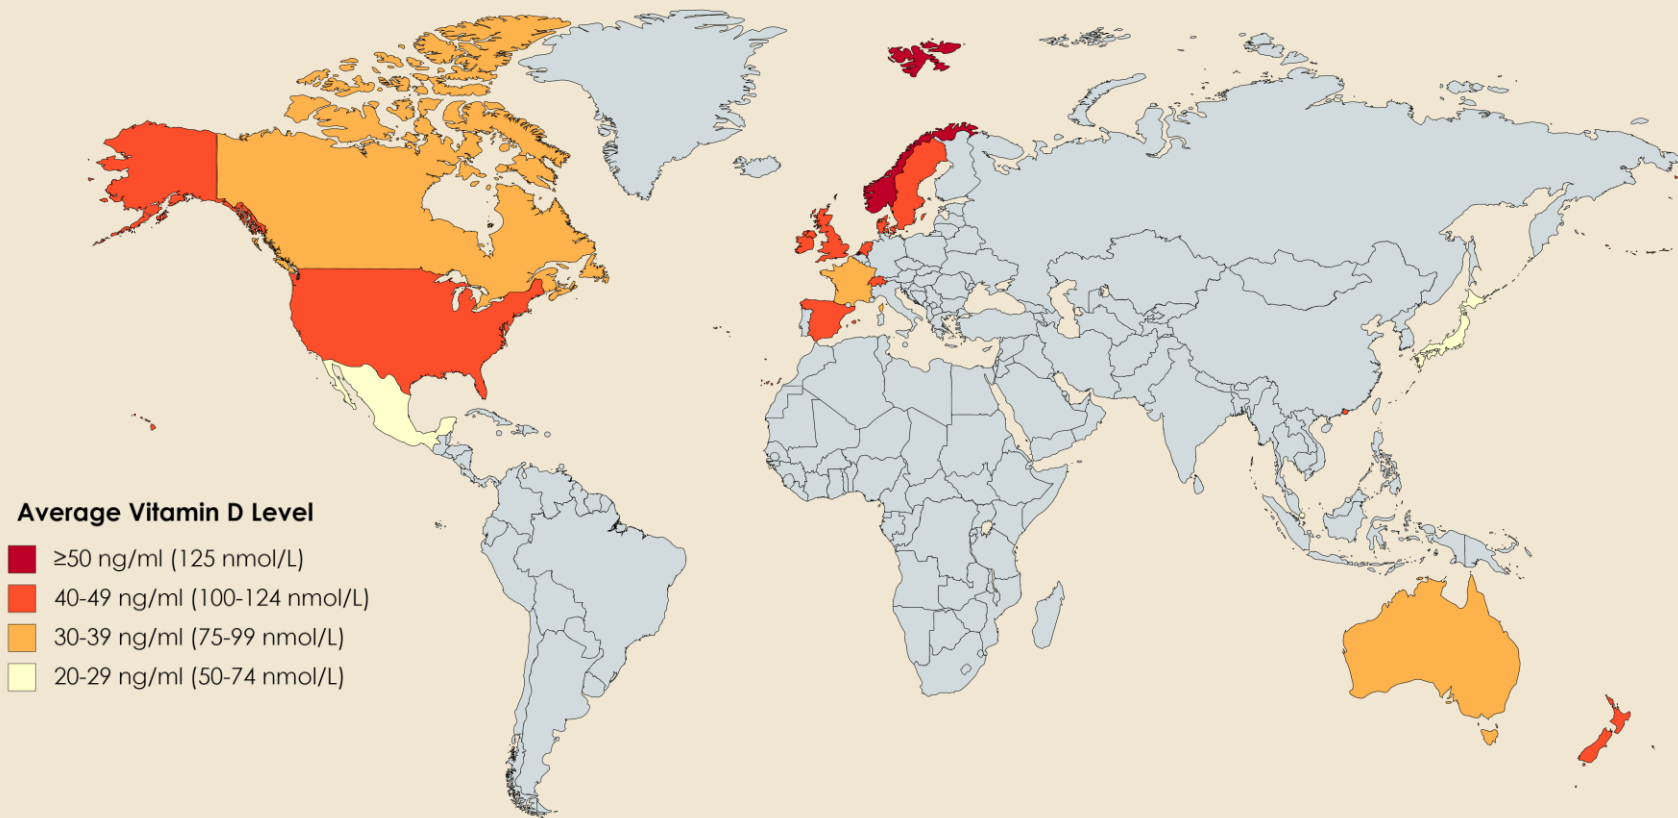 Average Vitamin D Level
≥50 ng/ml (125 nmol/L)
40-49 ng/ml (100-124 nmol/L)
30-39 ng/ml (75-99 nmol/L)
20-29 ng/ml (50-74 nmol/L)